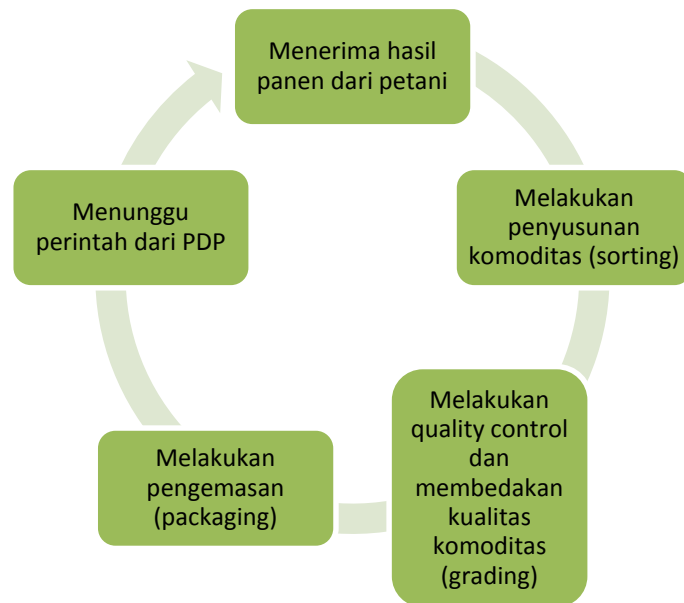 Menerima hasil
panen dari petani
Melakukan
penyusunan
komoditas (sorting)
Melakukan
quality control
dan
membedakan
kualitas
komoditas
(grading)
Melakukan
pengemasan
(packaging)
Menunggu
perintah dari PDP